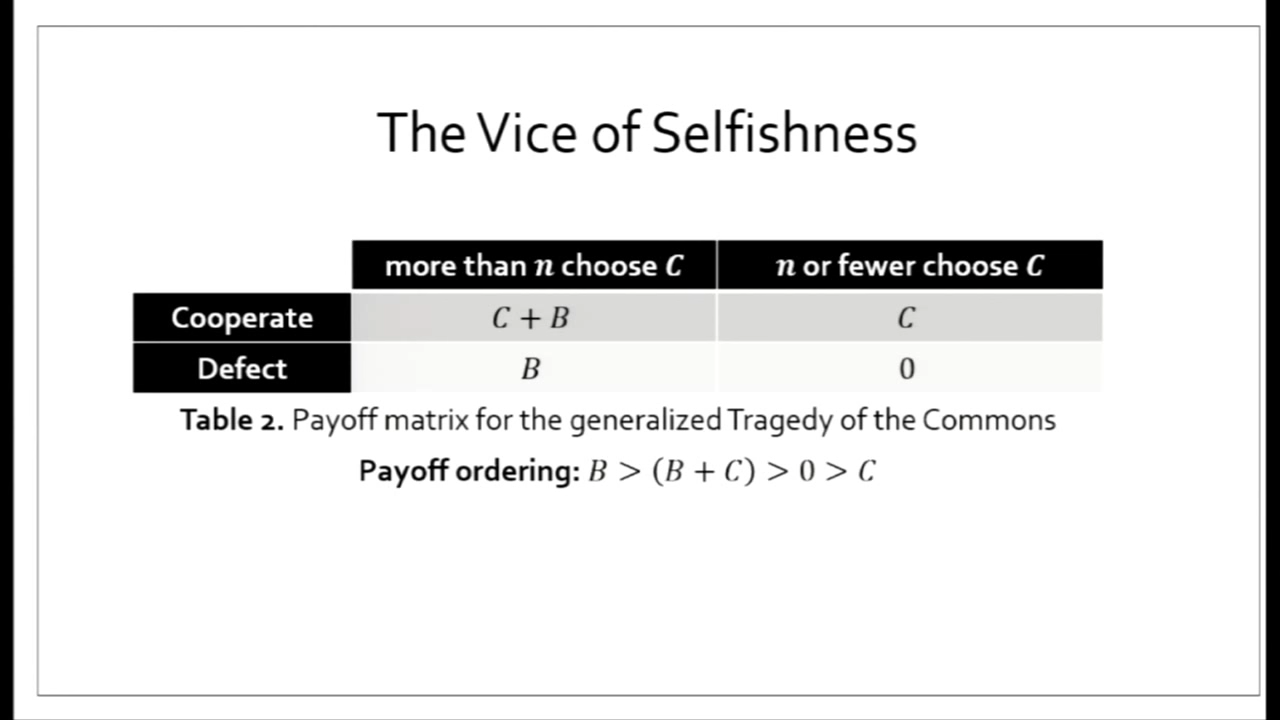 The Vice of Selfishness
more than n choose C n or fewer choose C
Cooperate C + B C
Defect B 0
Table 2. Payoff matrix for the generalized Tragedy of the Commons
Payoff ordering: B > (B + C) > 0 > C